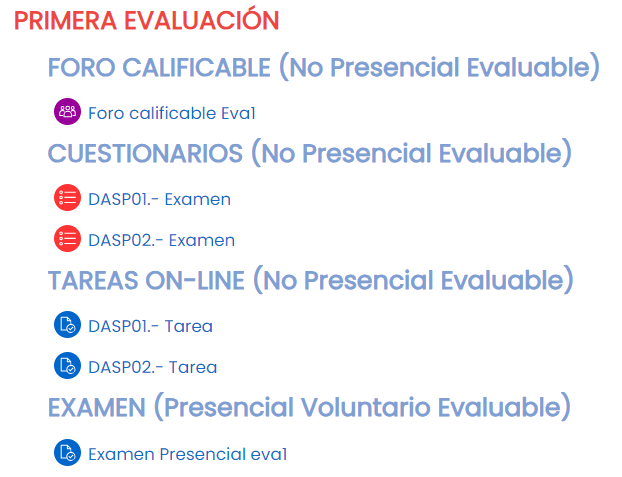 PRIMERA EVALUACIÓN
FORO CALIFICABLE (No Presencial Evaluable)
Foro calificable Eva1
CUESTIONARIOS (No Presencial Evaluable)
DASP01.- Examen
DASP02.- Examen
TAREAS ON-LINE (No Presencial Evaluable)
DASP01.- Tarea
DASP02.- Tarea
EXAMEN (Presencial Voluntario Evaluable)
Examen Presencial eva1